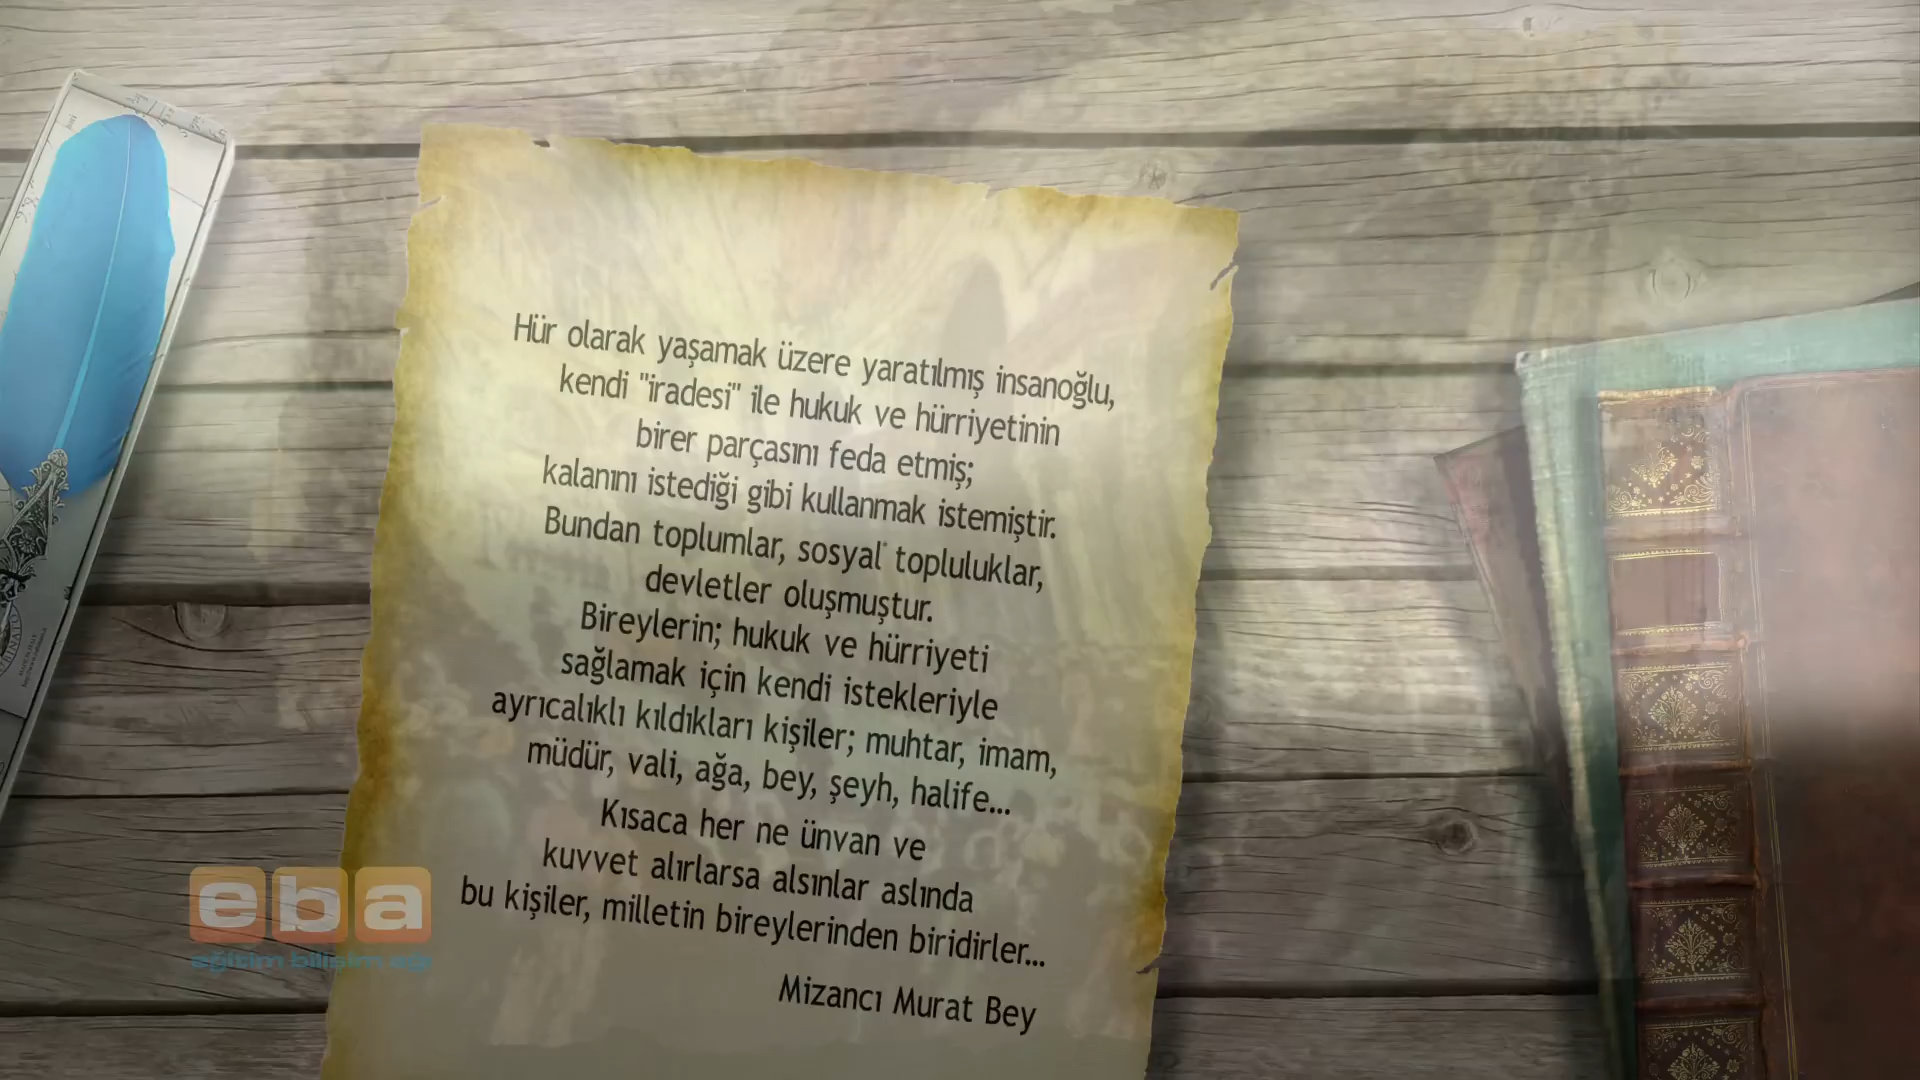 Hür olarak yaşamak üzere yaratılmış insanoğlu,
kendi "iradesi" ile hukuk ve hürriyetinin
birer parçasını feda etmiş;
kalanını istediği gibi kullanmak istemiştir.
Bundan toplumlar, sosyal topluluklar,
devletler oluşmuştur.
Bireylerin; hukuk ve hürriyeti
sağlamak için kendi istekleriyle
ayrıcalıklı kıldıkları kişiler; muhtar, imam,
müdür, vali, ağa, bey, şeyh, halife...
Kısaca her ne ünvan ve
kuvvet alırlarsa alsınlar aslında
bu kişiler, milletin bireylerinden biridirler...
Mizancı Murat Bey
eba
eğitim bilişim ağı